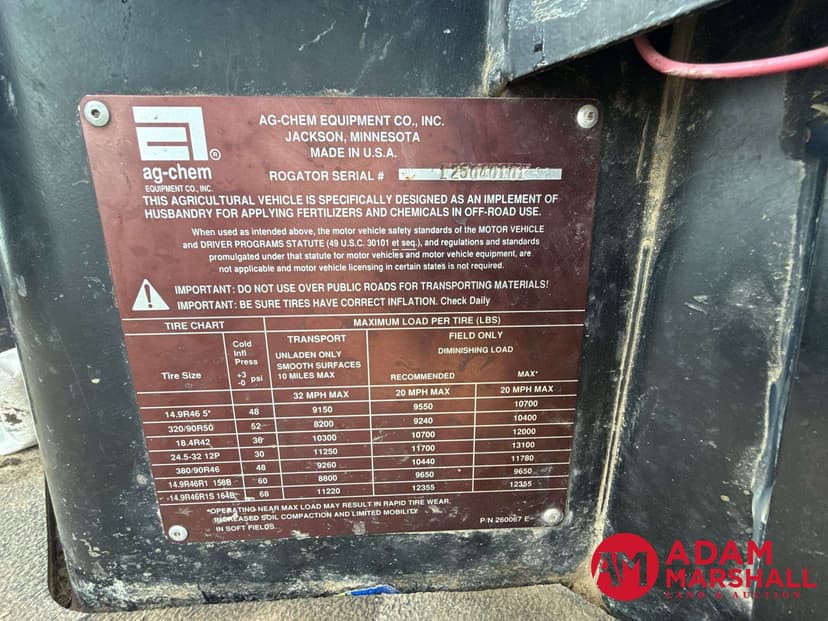 AG-CHEM EQUIPMENT CO., INC.
JACKSON, MINNESOTA
MADE IN U.S.A.
ag-chem ®
EQUIPMENT CO., INC.
ROGATOR SERIAL #
THIS AGRICULTURAL VEHICLE IS SPECIFICALLY DESIGNED AS AN IMPLEMENT OF
HUSBANDRY FOR APPLYING FERTILIZERS AND CHEMICALS IN OFF-ROAD USE.
When used as intended above, the motor vehicle safety standards of the MOTOR VEHICLE
and DRIVER PROGRAMS STATUTE (49 U.S.C. 30101 et seq.), and regulations and standards
promulgated under that statute for motor vehicles and motor vehicle equipment, are
not applicable and motor vehicle licensing in certain states is not required.
IMPORTANT: DO NOT USE OVER PUBLIC ROADS FOR TRANSPORTING MATERIALS!
IMPORTANT: BE SURE TIRES HAVE CORRECT INFLATION. Check Daily
TIRE CHART MAXIMUM LOAD PER TIRE (LBS)
Tire Size
Cold
Infl
Press
+3
-0 psi
TRANSPORT
UNLADEN ONLY
SMOOTH SURFACES
10 MILES MAX
FIELD ONLY
DIMINISHING LOAD
RECOMMENDED MAX*
32 MPH MAX 20 MPH MAX 20 MPH MAX
14.9R46 5* 48 9150 9550 10700
320/90R50 52 8200 9240 10400
18.4R42 36 10300 10700 12000
24.5-32 12P 30 11250 11700 13100
380/90R46 48 9260 10440 11780
14.9R46R1 158B 60 8800 9650 9650
14.9R46R1S 164B 68 11220 12355 12355
*OPERATING NEAR MAX LOAD MAY RESULT IN RAPID TIRE WEAR,
INCREASED SOIL COMPACTION AND LIMITED MOBILITY
IN SOFT FIELDS.
P/N 260067 E
AM ADAM
MARSHALL
LAND & AUCTION